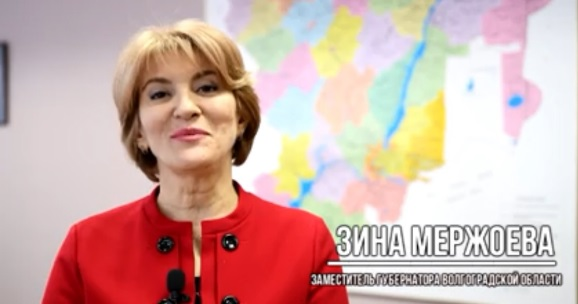 ЗИНА МЕРЖОЕВА
ЗАМЕСТИТЕЛЬ ГУБЕРНАТОРА ВОЛГОГРАДСКОЙ ОБЛАСТИ